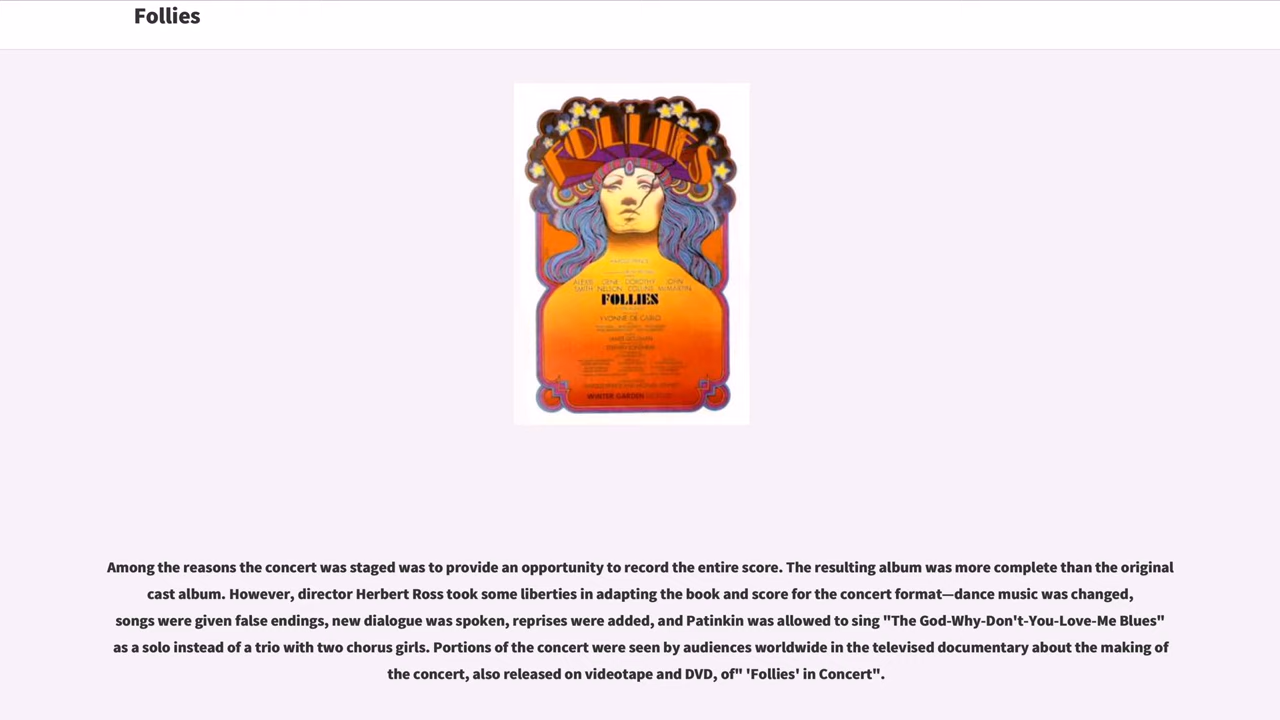 Follies
FOLLIES
ALEXIS GENE DOROTHY JOHN
SMITH NELSON COLLINS McMARTIN
FOLLIES
YVONNE DE CARLO
WINTER GARDEN
Among the reasons the concert was staged was to provide an opportunity to record the entire score. The resulting album was more complete than the original
cast album. However, director Herbert Ross took some liberties in adapting the book and score for the concert format—dance music was changed,
songs were given false endings, new dialogue was spoken, reprises were added, and Patinkin was allowed to sing "The God-Why-Don't-You-Love-Me Blues"
as a solo instead of a trio with two chorus girls. Portions of the concert were seen by audiences worldwide in the televised documentary about the making of
the concert, also released on videotape and DVD, of" 'Follies' in Concert".